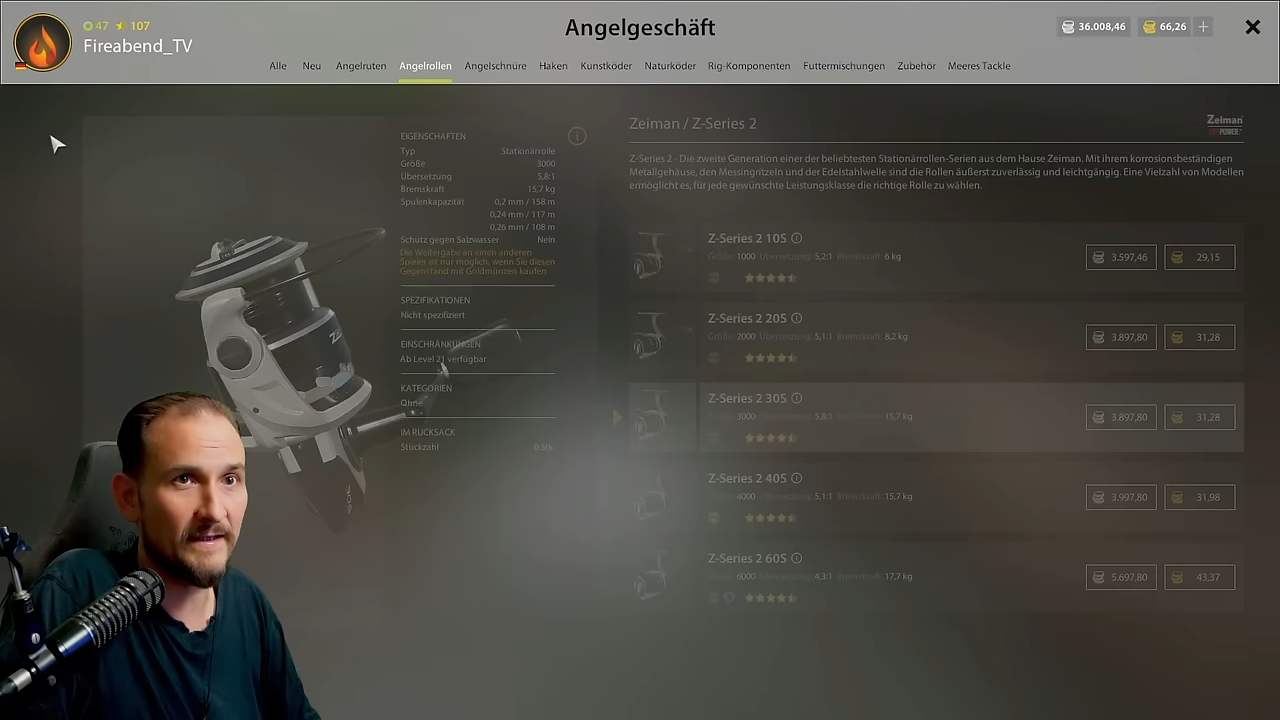 47 107
Fireabend_TV
Angelgeschäft
36.008,46 66,26
Alle Neu Angelruten Angelrollen Angelschnüre Haken Kunstköder Naturköder Rig-Komponenten Futtermischungen Zubehör Meeres Tackle
EIGENSCHAFTEN
Typ Stationärrolle
Größe 3000
Übersetzung 5,8:1
Bremskraft 15,7 kg
Spulenkapazität 0,2 mm / 158 m
0,24 mm / 117 m
0,26 mm / 108 m
Schutz gegen Salzwasser Nein
Die Weitergabe an einen anderen
Spieler ist nur möglich, wenn Sie diesen
Gegenstand mit Goldmünzen kaufen
SPEZIFIKATIONEN
Nicht spezifiziert
EINSCHRÄNKUNGEN
Ab Level 21 verfügbar
KATEGORIEN
Ohne
IM RUCKSACK
Stückzahl 0 Stk.
Zeiman / Z-Series 2
Zeiman
Z-Series 2 - Die zweite Generation einer der beliebtesten Stationärrollen-Serien aus dem Hause Zeiman. Mit ihrem korrosionsbeständigen
Metallgehäuse, den Messingritzeln und der Edelstahlwelle sind die Rollen äußerst zuverlässig und leichtgängig. Eine Vielzahl von Modellen
ermöglicht es, für jede gewünschte Leistungsklasse die richtige Rolle zu wählen.
Z-Series 2 10S
Größe: 1000 Übersetzung: 5,2:1 Bremskraft: 6 kg
3.597,46 29,15
Z-Series 2 20S
Größe: 2000 Übersetzung: 5,1:1 Bremskraft: 8,2 kg
3.897,80 31,28
Z-Series 2 30S
Größe: 3000 Übersetzung: 5,8:1 Bremskraft: 15,7 kg
3.897,80 31,28
Z-Series 2 40S
Größe: 4000 Übersetzung: 5,1:1 Bremskraft: 15,7 kg
3.997,80 31,98
Z-Series 2 60S
Größe: 6000 Übersetzung: 4,3:1 Bremskraft: 17,7 kg
5.697,80 43,37